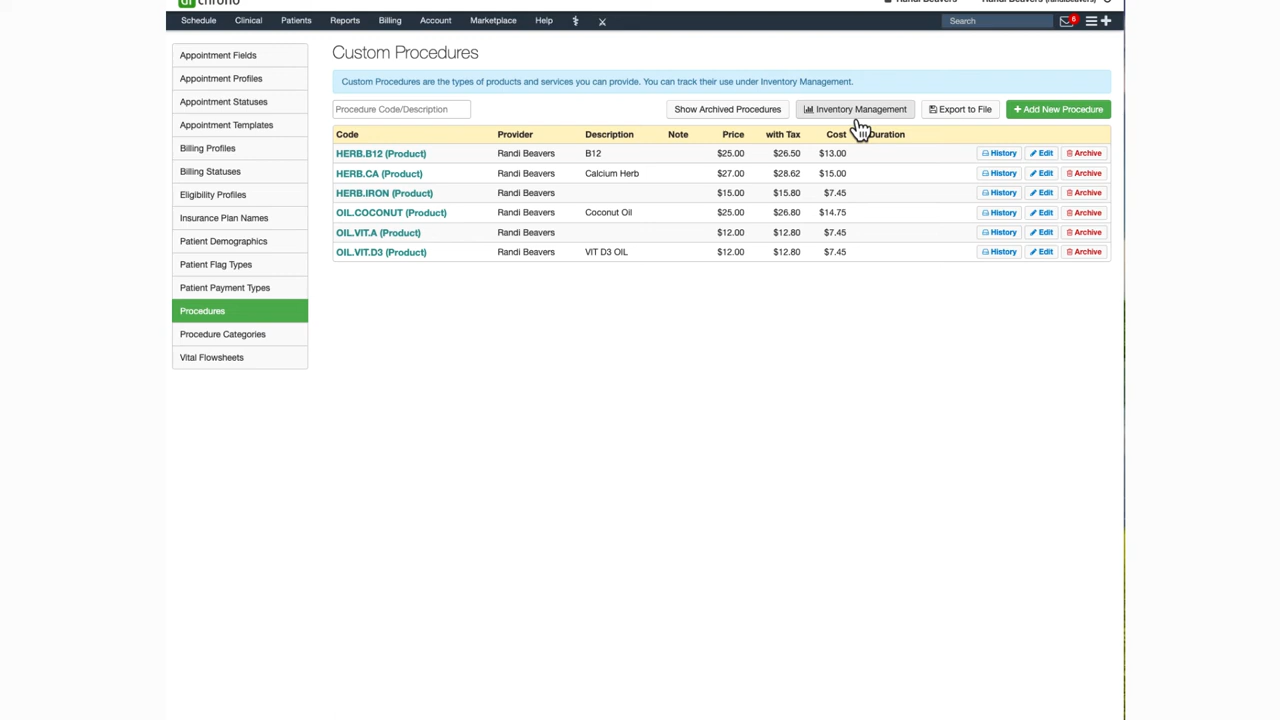 drchrono
Schedule Clinical Patients Reports Billing Account Marketplace Help Search 6
Appointment Fields
Appointment Profiles
Appointment Statuses
Appointment Templates
Billing Profiles
Billing Statuses
Eligibility Profiles
Insurance Plan Names
Patient Demographics
Patient Flag Types
Patient Payment Types
Procedures
Procedure Categories
Vital Flowsheets
Custom Procedures
Custom Procedures are the types of products and services you can provide. You can track their use under Inventory Management.
Procedure Code/Description Show Archived Procedures Inventory Management Export to File + Add New Procedure
Code Provider Description Note Price with Tax Cost Duration
HERB.B12 (Product) Randi Beavers B12 $25.00 $26.50 $13.00 History Edit Archive
HERB.CA (Product) Randi Beavers Calcium Herb $27.00 $28.62 $15.00 History Edit Archive
HERB.IRON (Product) Randi Beavers $15.00 $15.80 $7.45 History Edit Archive
OIL.COCONUT (Product) Randi Beavers Coconut Oil $25.00 $26.80 $14.75 History Edit Archive
OIL.VIT.A (Product) Randi Beavers $12.00 $12.80 $7.45 History Edit Archive
OIL.VIT.D3 (Product) Randi Beavers VIT D3 OIL $12.00 $12.80 $7.45 History Edit Archive